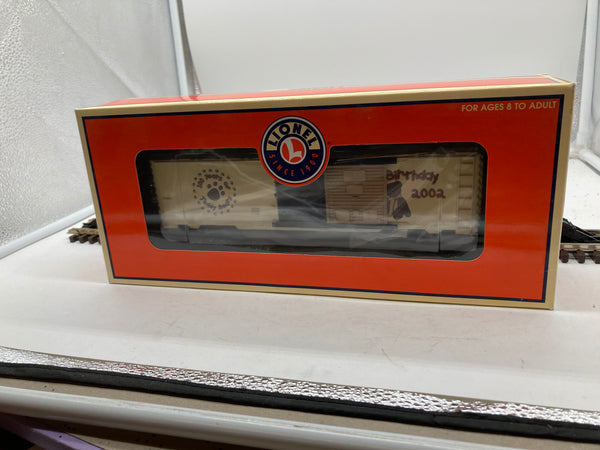 FOR AGES 8 TO ADULT
LIONEL
L
SINCE 1900
Birthday
2002